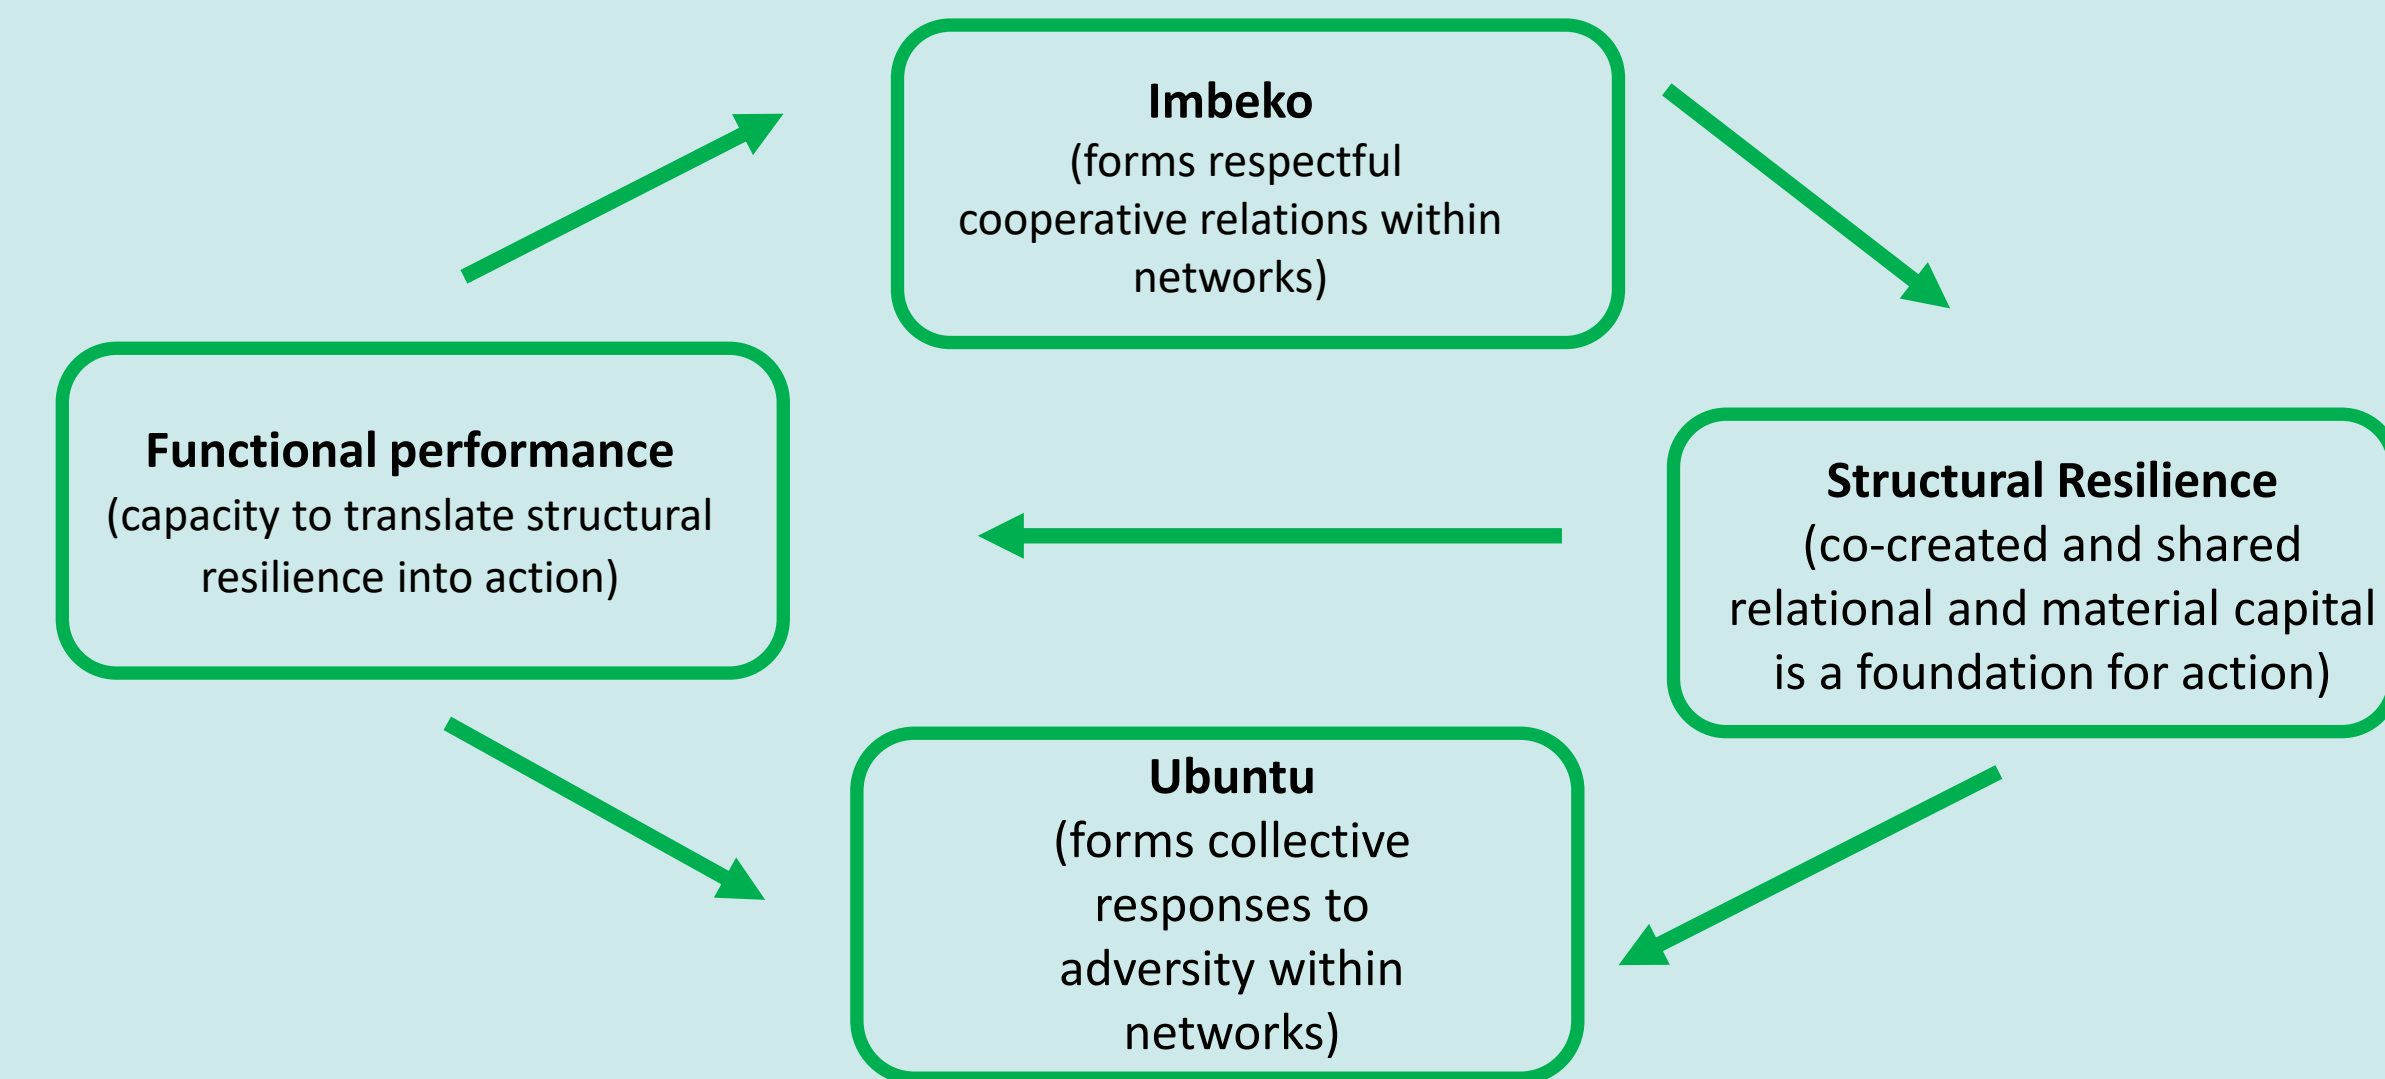 Imbeko
(forms respectful
cooperative relations within
networks)
Functional performance
(capacity to translate structural
resilience into action)
Structural Resilience
(co-created and shared
relational and material capital
is a foundation for action)
Ubuntu
(forms collective
responses to
adversity within
networks)